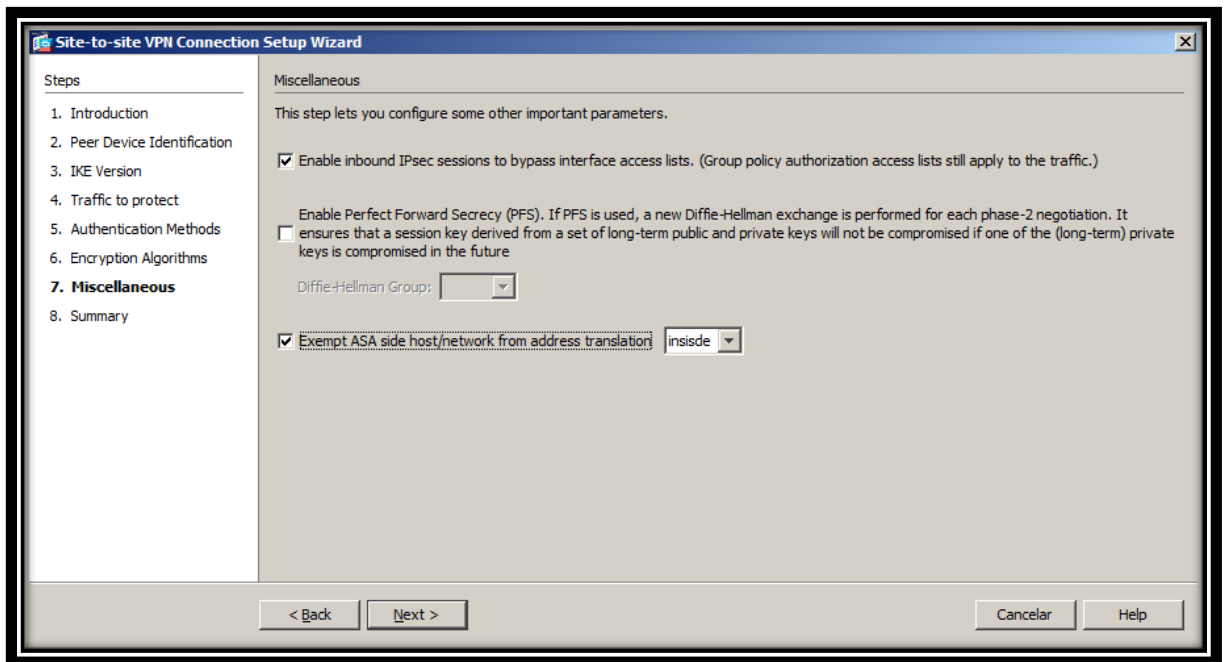 Site-to-site VPN Connection Setup Wizard
Steps
1. Introduction
2. Peer Device Identification
3. IKE Version
4. Traffic to protect
5. Authentication Methods
6. Encryption Algorithms
7. Miscellaneous
8. Summary
Miscellaneous
This step lets you configure some other important parameters.
Enable inbound IPsec sessions to bypass interface access lists. (Group policy authorization access lists still apply to the traffic.)
Enable Perfect Forward Secrecy (PFS). If PFS is used, a new Diffie-Hellman exchange is performed for each phase-2 negotiation. It
ensures that a session key derived from a set of long-term public and private keys will not be compromised if one of the (long-term) private
keys is compromised in the future
Diffie-Hellman Group:
Exempt ASA side host/network from address translation insisde
< Back Next > Cancelar Help